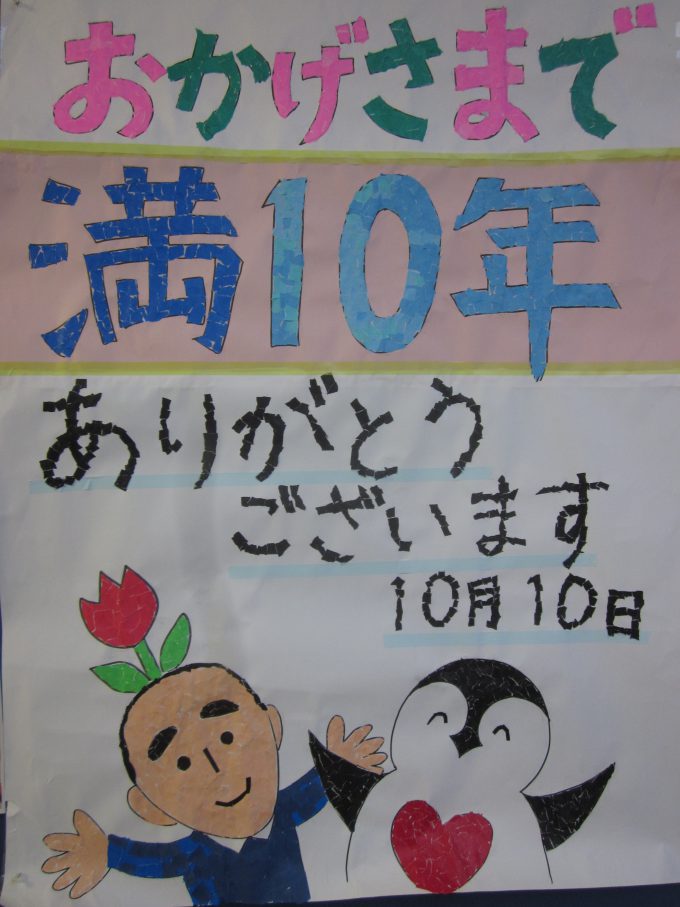 おかげさまで
満10年
ありがとう
ございます
10月10日